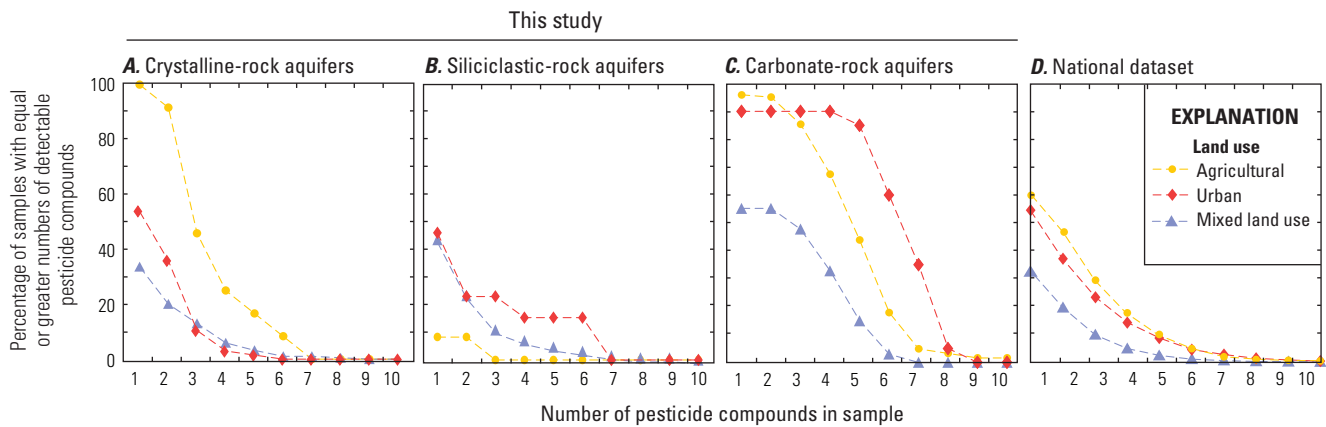 This study
A. Crystalline-rock aquifers
B. Siliciclastic-rock aquifers
C. Carbonate-rock aquifers
D. National dataset
Percentage of samples with equal
or greater numbers of detectable
pesticide compounds
100
80
60
40
20
0
1 2 3 4 5 6 7 8 9 10
1 2 3 4 5 6 7 8 9 10
1 2 3 4 5 6 7 8 9 10
1 2 3 4 5 6 7 8 9 10
EXPLANATION
Land use
Agricultural
Urban
Mixed land use
Number of pesticide compounds in sample